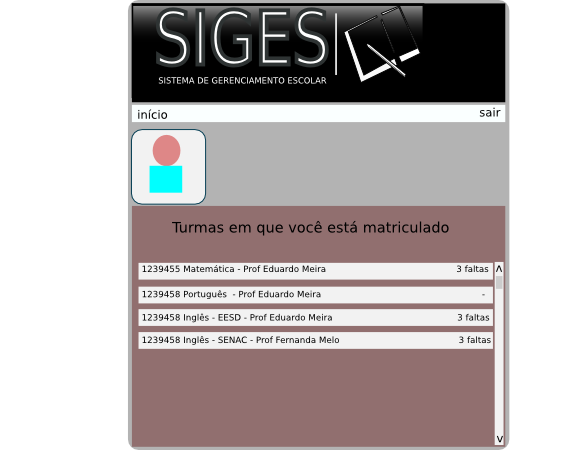 SIGES
SISTEMA DE GERENCIAMENTO ESCOLAR
início sair
Turmas em que você está matriculado
1239455 Matemática - Prof Eduardo Meira 3 faltas
1239458 Português - Prof Eduardo Meira -
1239458 Inglês - EESD - Prof Eduardo Meira 3 faltas
1239458 Inglês - SENAC - Prof Fernanda Melo 3 faltas